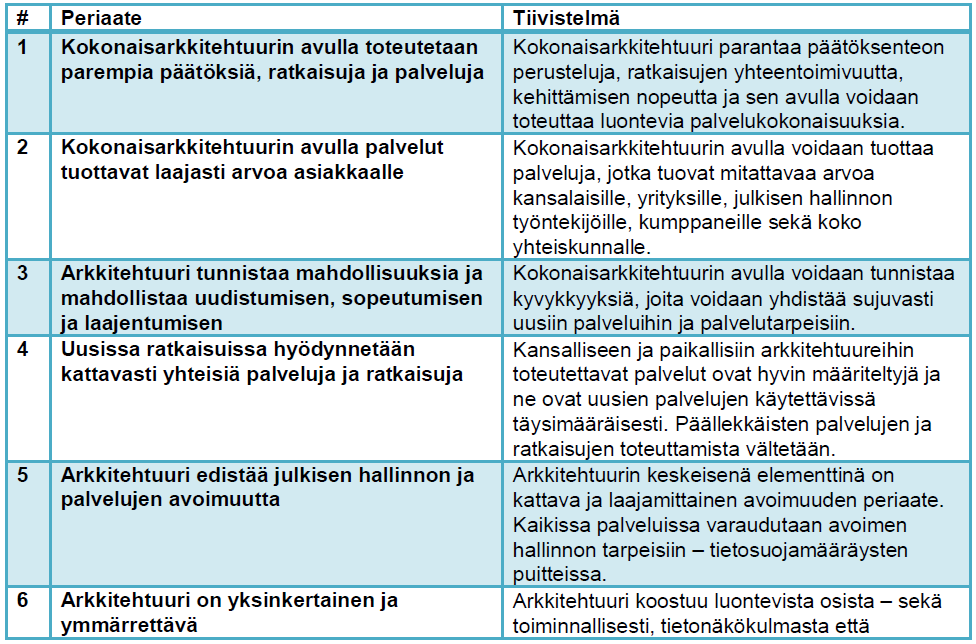 # Periaate Tiivistelmä
1 Kokonaisarkkitehtuurin avulla toteutetaan
parempia päätöksiä, ratkaisuja ja palveluja
Kokonaisarkkitehtuuri parantaa päätöksenteon
perusteluja, ratkaisujen yhteentoimivuutta,
kehittämisen nopeutta ja sen avulla voidaan
toteuttaa luontevia palvelukokonaisuuksia.
2 Kokonaisarkkitehtuurin avulla palvelut
tuottavat laajasti arvoa asiakkaalle
Kokonaisarkkitehtuurin avulla voidaan tuottaa
palveluja, jotka tuovat mitattavaa arvoa
kansalaisille, yrityksille, julkisen hallinnon
työntekijöille, kumppaneille sekä koko
yhteiskunnalle.
3 Arkkitehtuuri tunnistaa mahdollisuuksia ja
mahdollistaa uudistumisen, sopeutumisen
ja laajentumisen
Kokonaisarkkitehtuurin avulla voidaan tunnistaa
kyvykkyyksiä, joita voidaan yhdistää sujuvasti
uusiin palveluihin ja palvelutarpeisiin.
4 Uusissa ratkaisuissa hyödynnetään
kattavasti yhteisiä palveluja ja ratkaisuja
Kansalliseen ja paikallisiin arkkitehtuureihin
toteutettavat palvelut ovat hyvin määriteltyjä ja
ne ovat uusien palvelujen käytettävissä
täysimääräisesti. Päällekkäisten palvelujen ja
ratkaisujen toteuttamista vältetään.
5 Arkkitehtuuri edistää julkisen hallinnon ja
palvelujen avoimuutta
Arkkitehtuurin keskeisenä elementtinä on
kattava ja laajamittainen avoimuuden periaate.
Kaikissa palveluissa varaudutaan avoimen
hallinnon tarpeisiin – tietosuojamääräysten
puitteissa.
6 Arkkitehtuuri on yksinkertainen ja
ymmärrettävä
Arkkitehtuuri koostuu luontevista osista – sekä
toiminnallisesti, tietonäkökulmasta että